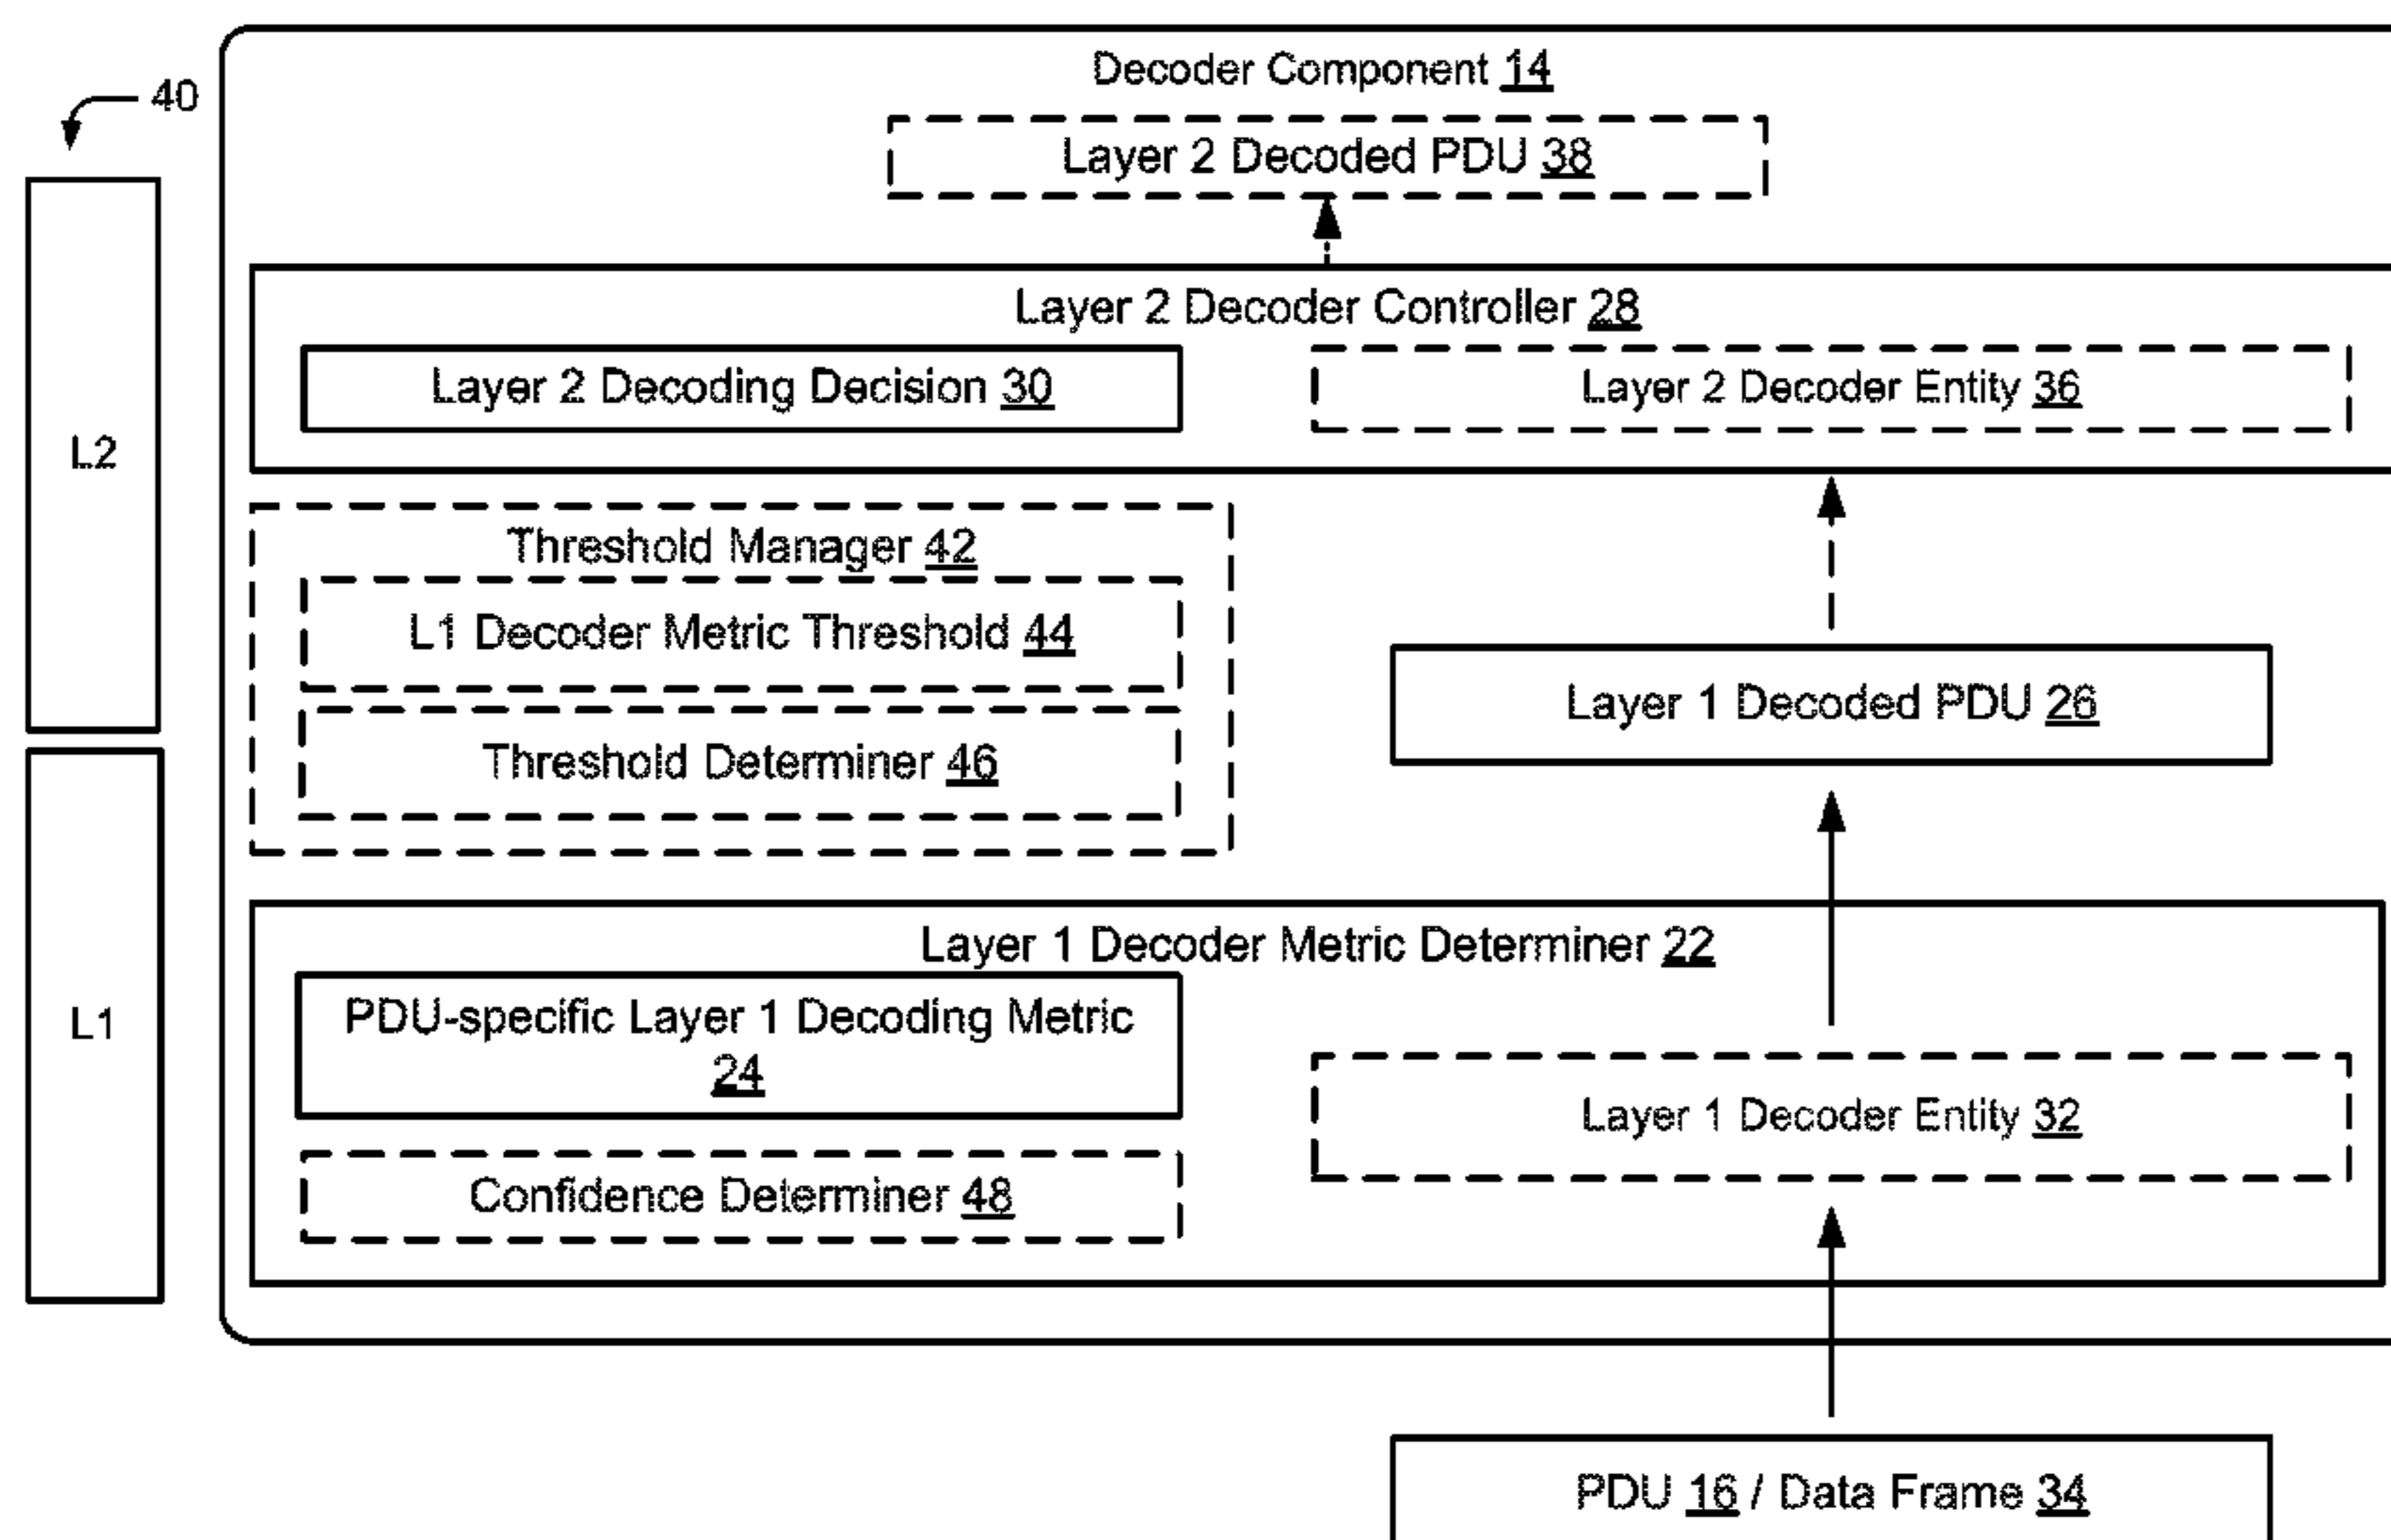 40
Decoder Component 14
Layer 2 Decoded PDU 38
Layer 2 Decoder Controller 28
Layer 2 Decoding Decision 30
Layer 2 Decoder Entity 36
L2
Threshold Manager 42
L1 Decoder Metric Threshold 44
Layer 1 Decoded PDU 26
Threshold Determiner 46
Layer 1 Decoder Metric Determiner 22
L1
PDU-specific Layer 1 Decoding Metric
24
Layer 1 Decoder Entity 32
Confidence Determiner 48
PDU 16 / Data Frame 34